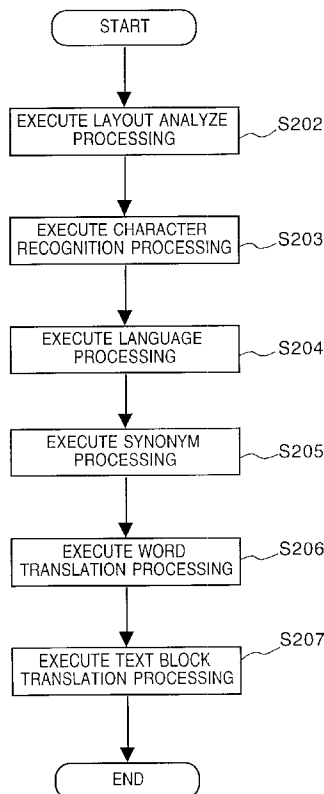 START
EXECUTE LAYOUT ANALYZE
PROCESSING
S202
EXECUTE CHARACTER
RECOGNITION PROCESSING
S203
EXECUTE LANGUAGE
PROCESSING
S204
EXECUTE SYNONYM
PROCESSING
S205
EXECUTE WORD
TRANSLATION PROCESSING
S206
EXECUTE TEXT BLOCK
TRANSLATION PROCESSING
S207
END